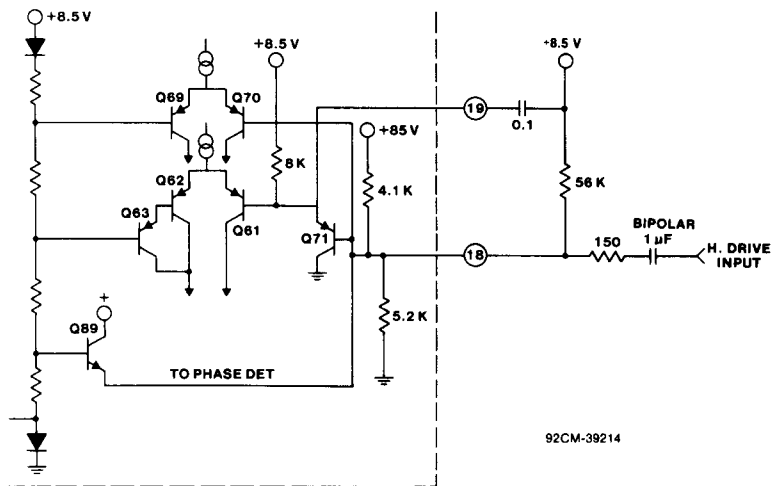 +8.5 V
+8.5 V
+8.5 V
Q69
Q70
19
0.1
+85 V
8K
4.1 K
56 K
Q62
Q63
Q61
Q71
BIPOLAR
1 µF
150
18
H. DRIVE
INPUT
+
Q89
5.2 K
TO PHASE DET
92CM-39214